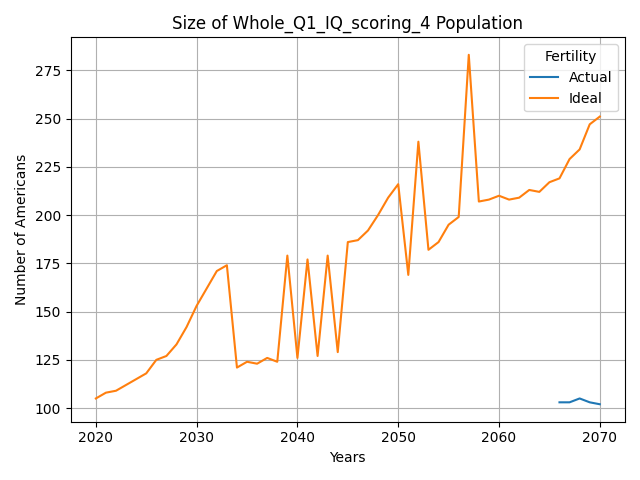 Size of Whole_Q1_IQ_scoring_4 Population
Fertility
Actual
Ideal
Number of Americans
275
250
225
200
175
150
125
100
2020
2030
2040
2050
2060
2070
Years